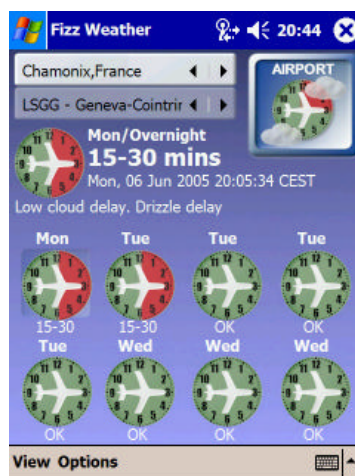 Fizz Weather 20:44
Chamonix,France
AIRPORT
LSGG - Geneva-Cointrir
Mon/Overnight
15-30 mins
Mon, 06 Jun 2005 20:05:34 CEST
Low cloud delay. Drizzle delay
Mon Tue Tue Tue
15-30 15-30 OK OK
Tue Wed Wed Wed
OK OK OK OK
View Options